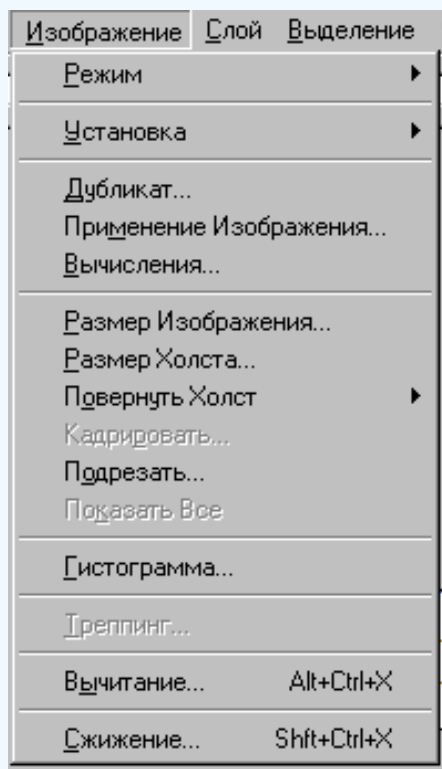 Изображение Слой Выделение
Режим
Установка
Дубликат...
Применение Изображения...
Вычисления...
Размер Изображения...
Размер Холста...
Повернуть Холст
Кадрировать...
Подрезать...
Показать Все
Гистограмма...
Треппинг...
Вычитание... Alt+Ctrl+X
Сжижение... Shft+Ctrl+X